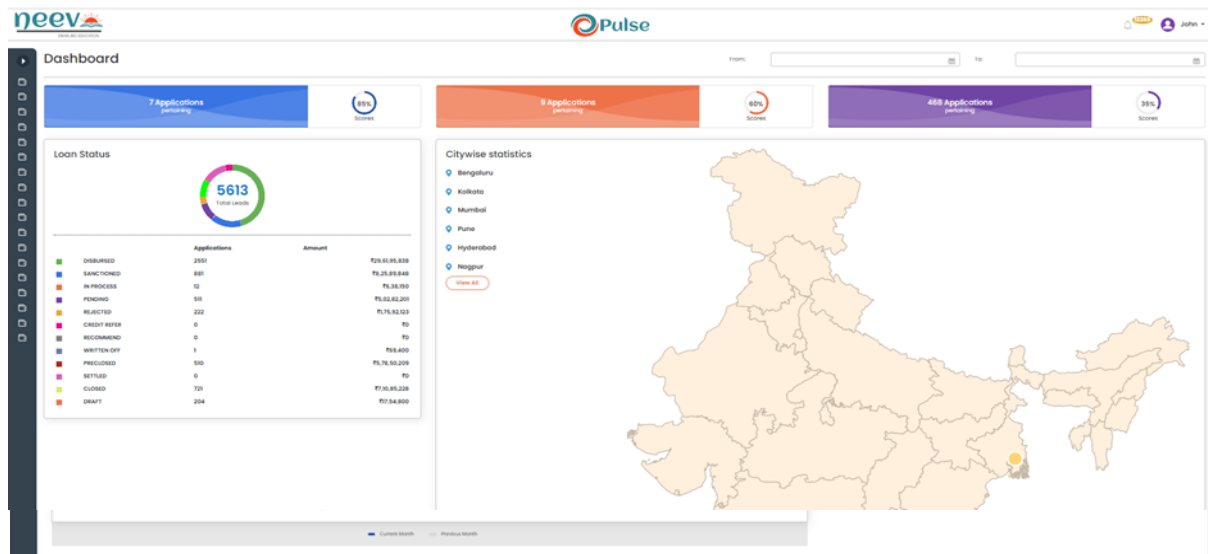 neev
Pulse
John
Dashboard
From:
to:
7 Applications
pertaining
85%
Scores
9 Applications
pertaining
60%
Scores
468 Applications
pertaining
35%
Scores
Loan Status
5613
Total Leads
Applications Amount
DISBURSED 2551 ₹29,61,95,838
SANCTIONED 881 ₹8,25,89,848
IN PROCESS 12 ₹6,38,150
PENDING 511 ₹5,02,82,201
REJECTED 222 ₹1,75,92,123
CREDIT REFER 0 ₹0
RECOMMEND 0 ₹0
WRITTEN OFF 1 ₹69,400
PRECLOSED 510 ₹5,78,50,209
SETTLED 0 ₹0
CLOSED 721 ₹7,10,65,226
DRAFT 204 ₹17,54,800
Citywise statistics
Bengaluru
Kolkata
Mumbai
Pune
Hyderabad
Nagpur
View All
Current Month Previous Month